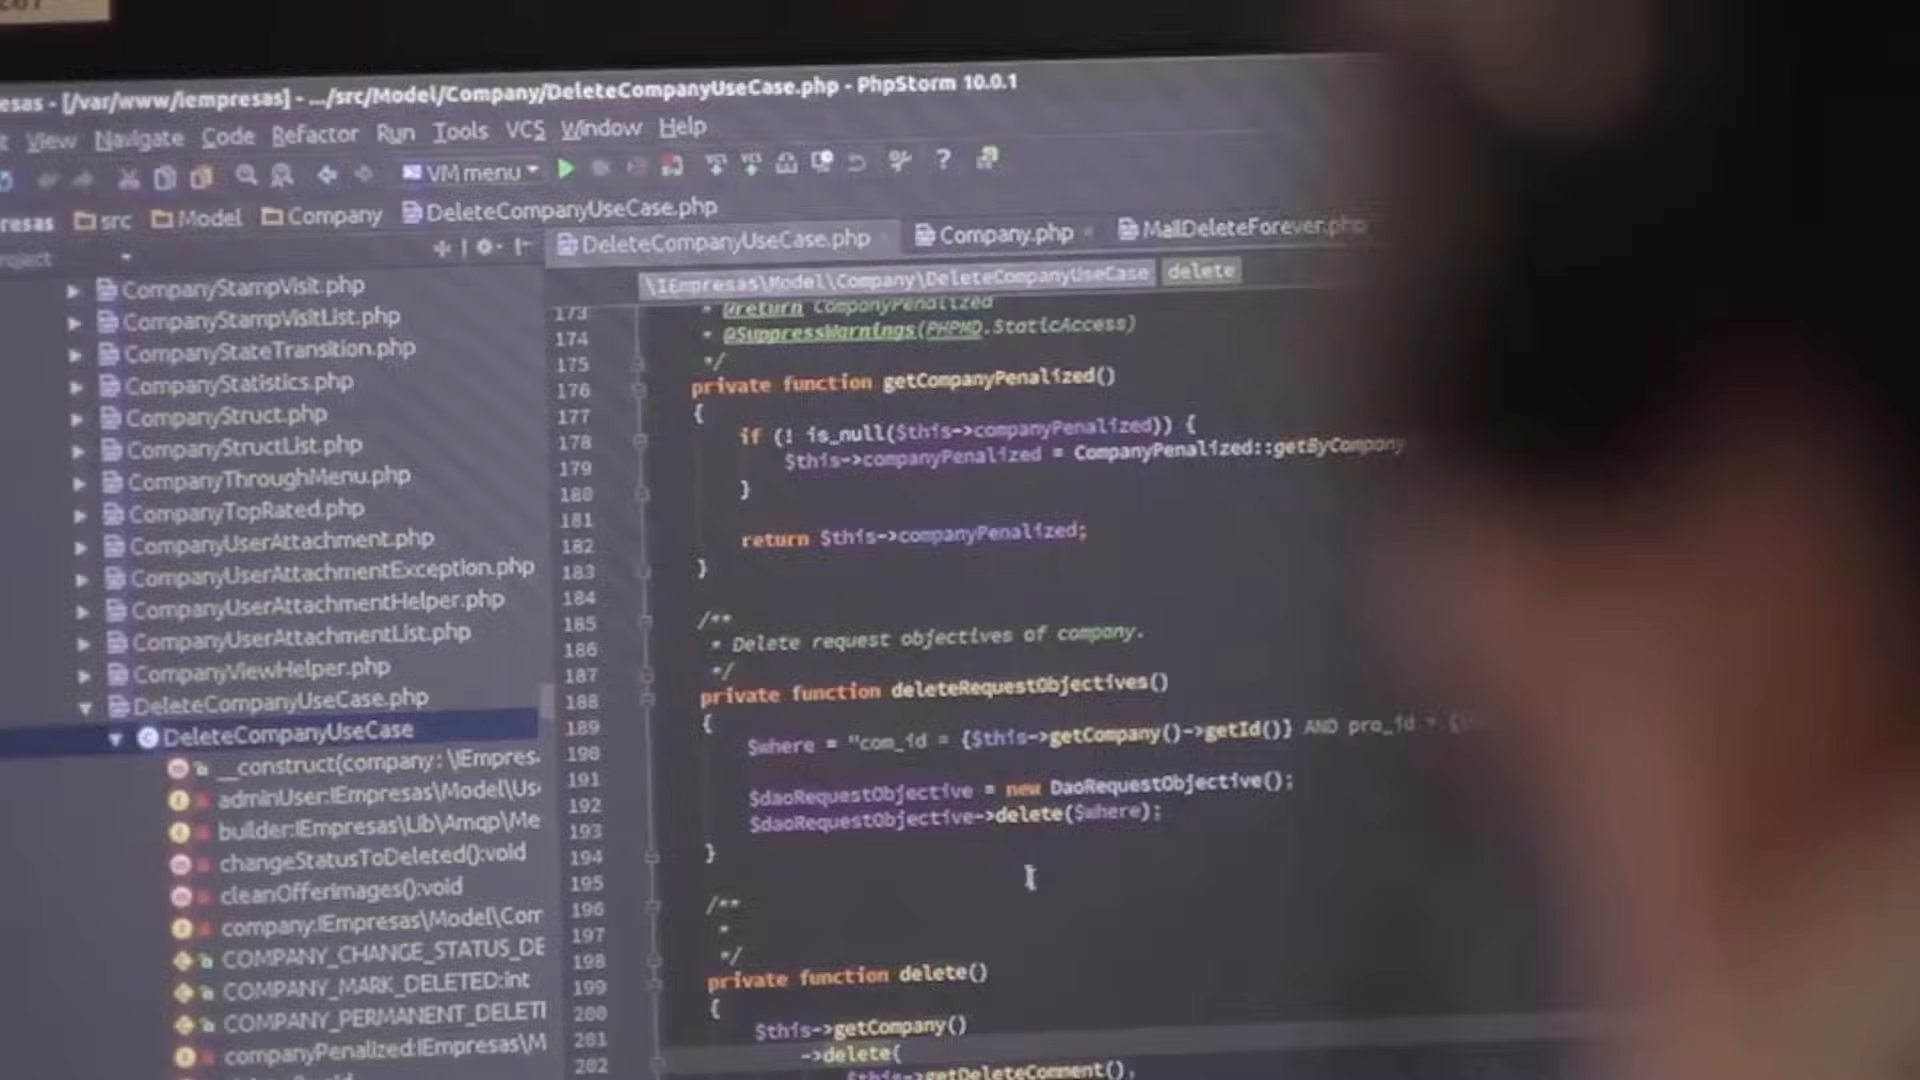 esas - [/var/www/iempresas] - .../src/Model/Company/DeleteCompanyUseCase.php - PhpStorm 10.0.1
View Navigate Code Refactor Run Tools VCS Window Help
VM menu
resas src Model Company DeleteCompanyUseCase.php
DeleteCompanyUseCase.php Company.php MailDeleteForever.php
\IEmpresas\Model\Company\DeleteCompanyUseCase delete
CompanyStampVisit.php
CompanyStampVisitList.php
CompanyStateTransition.php
CompanyStatistics.php
CompanyStruct.php
CompanyStructList.php
CompanyThroughMenu.php
CompanyTopRated.php
CompanyUserAttachment.php
CompanyUserAttachmentException.php
CompanyUserAttachmentHelper.php
CompanyUserAttachmentList.php
CompanyViewHelper.php
DeleteCompanyUseCase.php
DeleteCompanyUseCase
__construct(company: \IEmpres
adminUser:IEmpresas\Model\Us
builder:IEmpresas\Lib\Amqp\Me
changeStatusToDeleted():void
cleanOfferImages():void
company:IEmpresas\Model\Com
COMPANY_CHANGE_STATUS_DE
COMPANY_MARK_DELETED:int
COMPANY_PERMANENT_DELETI
companyPenalized:IEmpresas\M
173 * @return CompanyPenalized
174 * @SuppressWarnings(PHPMD.StaticAccess)
175 */
176 private function getCompanyPenalized()
177 {
178 if (! is_null($this->companyPenalized)) {
179 $this->companyPenalized = CompanyPenalized::getByCompany
180 }
181
182 return $this->companyPenalized;
183 }
184
185 /**
186 * Delete request objectives of company.
187 */
188 private function deleteRequestObjectives()
189 {
190 $where = "com_id = {$this->getCompany()->getId()} AND pro_id =
191
192 $daoRequestObjective = new DaoRequestObjective();
193 $daoRequestObjective->delete($where);
194 }
195
196 /**
197 *
198 */
199 private function delete()
200 {
201 $this->getCompany()
202 ->delete(
$this->getDeleteComment(),